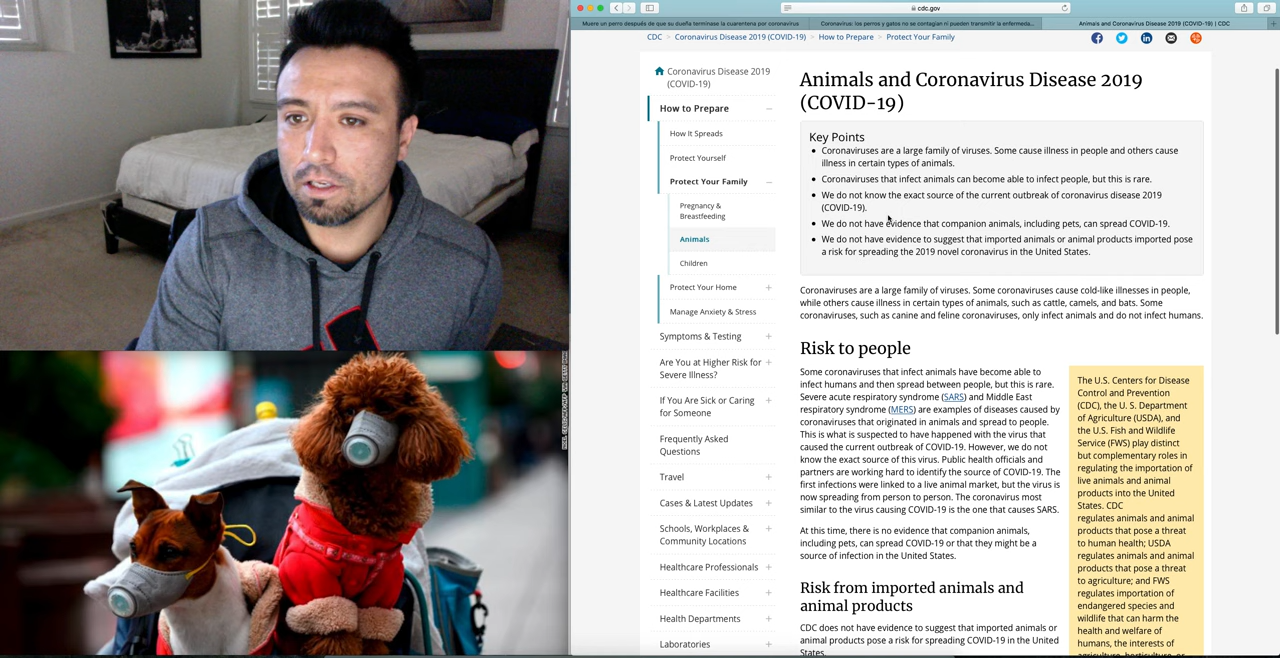 cdc.gov
Muere un perro después de que su dueña terminase la cuarentena por coronavirus
Coronavirus: los perros y gatos no se contagian ni pueden transmitir la enfermeda...
Animals and Coronavirus Disease 2019 (COVID-19) | CDC
CDC > Coronavirus Disease 2019 (COVID-19) > How to Prepare > Protect Your Family
Coronavirus Disease 2019
(COVID-19)
How to Prepare
How It Spreads
Protect Yourself
Protect Your Family
Pregnancy &
Breastfeeding
Animals
Children
Protect Your Home
Manage Anxiety & Stress
Symptoms & Testing
Are You at Higher Risk for
Severe Illness?
If You Are Sick or Caring
for Someone
Frequently Asked
Questions
Travel
Cases & Latest Updates
Schools, Workplaces &
Community Locations
Healthcare Professionals
Healthcare Facilities
Health Departments
Laboratories
Animals and Coronavirus Disease 2019
(COVID-19)
Key Points
• Coronaviruses are a large family of viruses. Some cause illness in people and others cause
illness in certain types of animals.
• Coronaviruses that infect animals can become able to infect people, but this is rare.
• We do not know the exact source of the current outbreak of coronavirus disease 2019
(COVID-19).
• We do not have evidence that companion animals, including pets, can spread COVID-19.
• We do not have evidence to suggest that imported animals or animal products imported pose
a risk for spreading the 2019 novel coronavirus in the United States.
Coronaviruses are a large family of viruses. Some coronaviruses cause cold-like illnesses in people,
while others cause illness in certain types of animals, such as cattle, camels, and bats. Some
coronaviruses, such as canine and feline coronaviruses, only infect animals and do not infect humans.
Risk to people
Some coronaviruses that infect animals have become able to
infect humans and then spread between people, but this is rare.
Severe acute respiratory syndrome (SARS) and Middle East
respiratory syndrome (MERS) are examples of diseases caused by
coronaviruses that originated in animals and spread to people.
This is what is suspected to have happened with the virus that
caused the current outbreak of COVID-19. However, we do not
know the exact source of this virus. Public health officials and
partners are working hard to identify the source of COVID-19. The
first infections were linked to a live animal market, but the virus is
now spreading from person to person. The coronavirus most
similar to the virus causing COVID-19 is the one that causes SARS.
At this time, there is no evidence that companion animals,
including pets, can spread COVID-19 or that they might be a
source of infection in the United States.
Risk from imported animals and
animal products
CDC does not have evidence to suggest that imported animals or
animal products pose a risk for spreading COVID-19 in the United
States.
The U.S. Centers for Disease
Control and Prevention
(CDC), the U. S. Department
of Agriculture (USDA), and
the U.S. Fish and Wildlife
Service (FWS) play distinct
but complementary roles in
regulating the importation of
live animals and animal
products into the United
States. CDC
regulates animals and animal
products that pose a threat
to human health; USDA
regulates animals and animal
products that pose a threat
to agriculture; and FWS
regulates importation of
endangered species and
wildlife that can harm the
health and welfare of
humans, the interests of
agriculture, horticulture, or